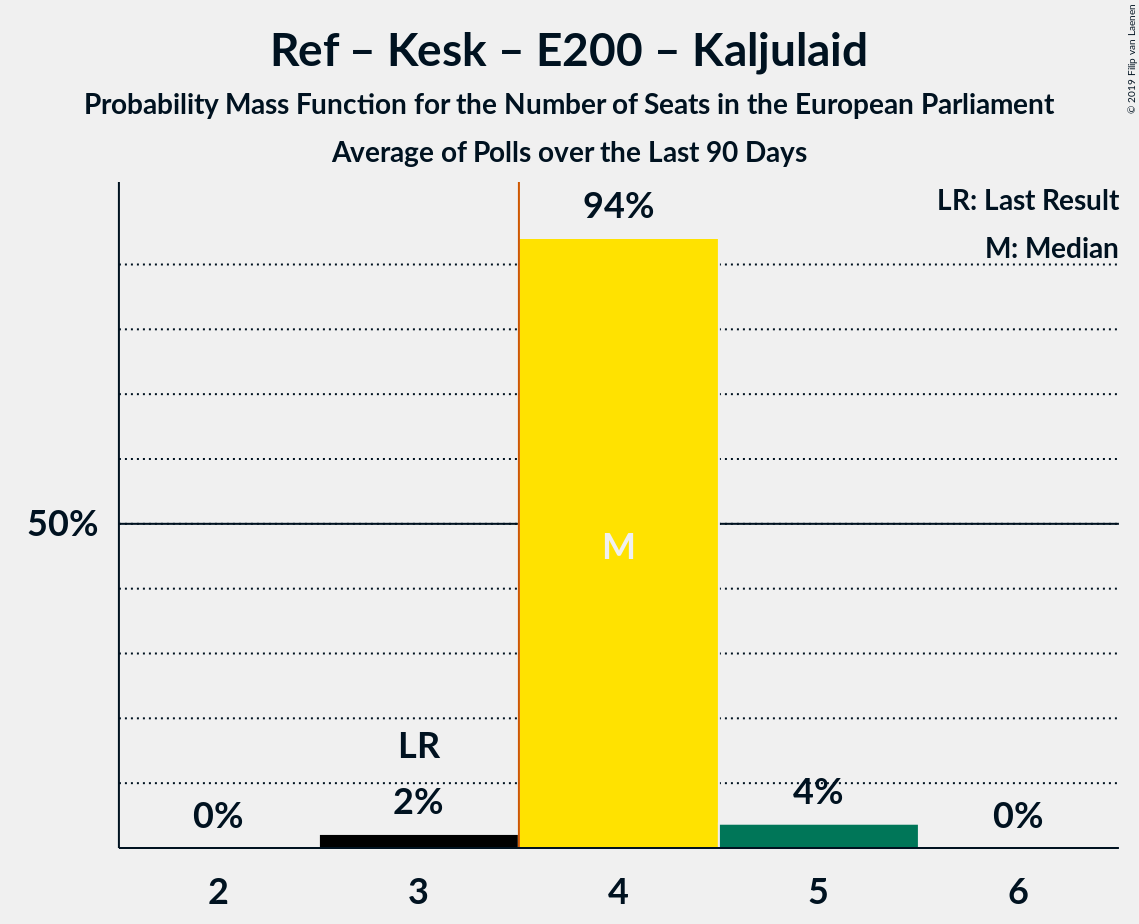 Ref – Kesk – E200 – Kaljulaid
Probability Mass Function for the Number of Seats in the European Parliament
Average of Polls over the Last 90 Days
© 2019 Filip van Laenen
LR: Last Result
M: Median
94%
50%
M
LR
0%
2%
4%
0%
2
3
4
5
6